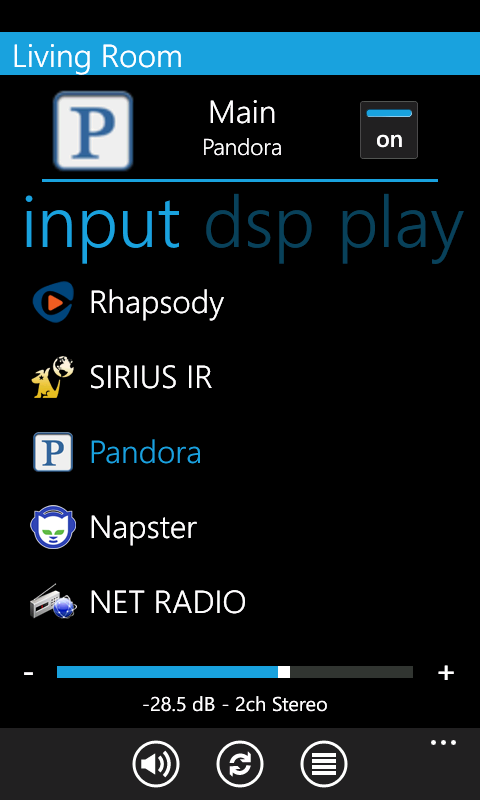 Living Room
P
Main
Pandora
on
input dsp play
Rhapsody
SIRIUS IR
P Pandora
Napster
NET RADIO
- +
-28.5 dB - 2ch Stereo